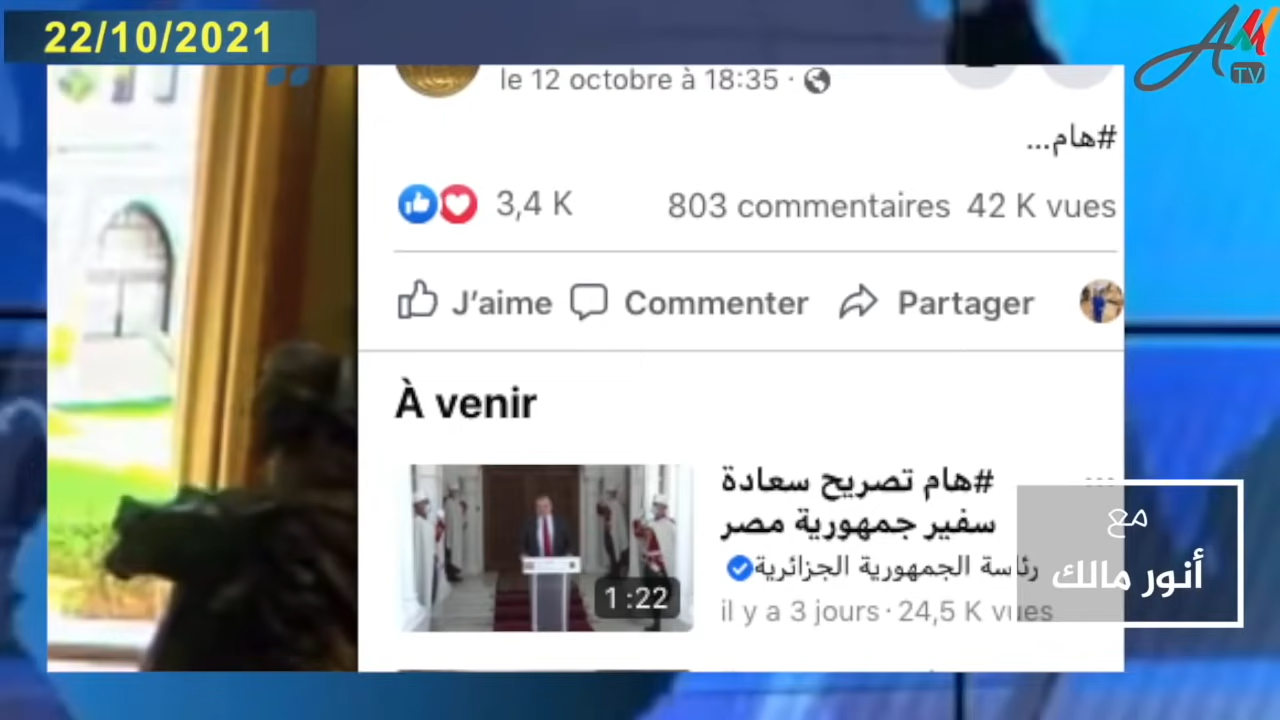 22/10/2021
AM
TV
le 12 octobre à 18:35 ·
#هام...
3,4 K 803 commentaires 42 K vues
J'aime Commenter Partager
À venir
#هام تصريح سعادة
سفير جمهورية مصر
رئاسة الجمهورية الجزائرية
il y a 3 jours · 24,5 K vues
1:22
مع
أنور مالك